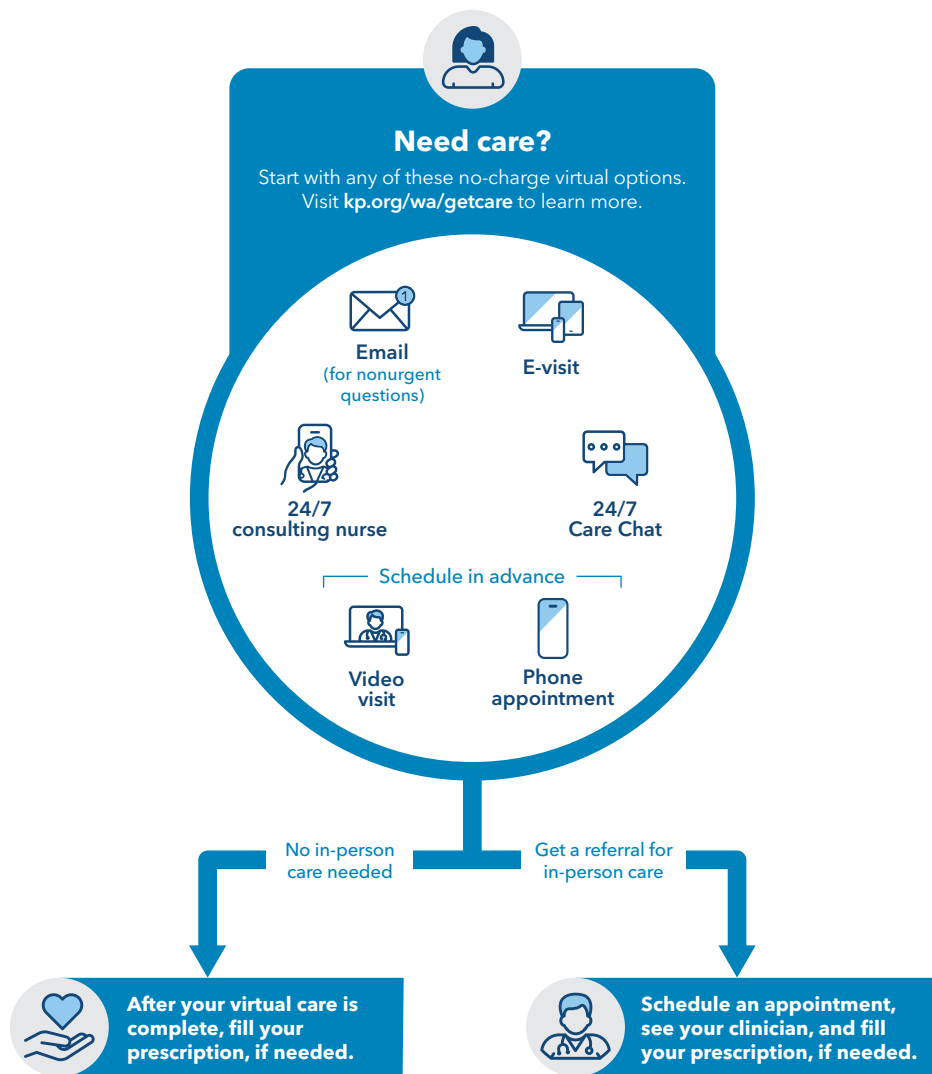 Need care?
Start with any of these no-charge virtual options.
Visit kp.org/wa/getcare to learn more.
1
Email
(for nonurgent
questions)
E-visit
24/7
consulting nurse
24/7
Care Chat
Schedule in advance
Video
visit
Phone
appointment
No in-person
care needed
Get a referral for
in-person care
After your virtual care is
complete, fill your
prescription, if needed.
Schedule an appointment,
see your clinician, and fill
your prescription, if needed.